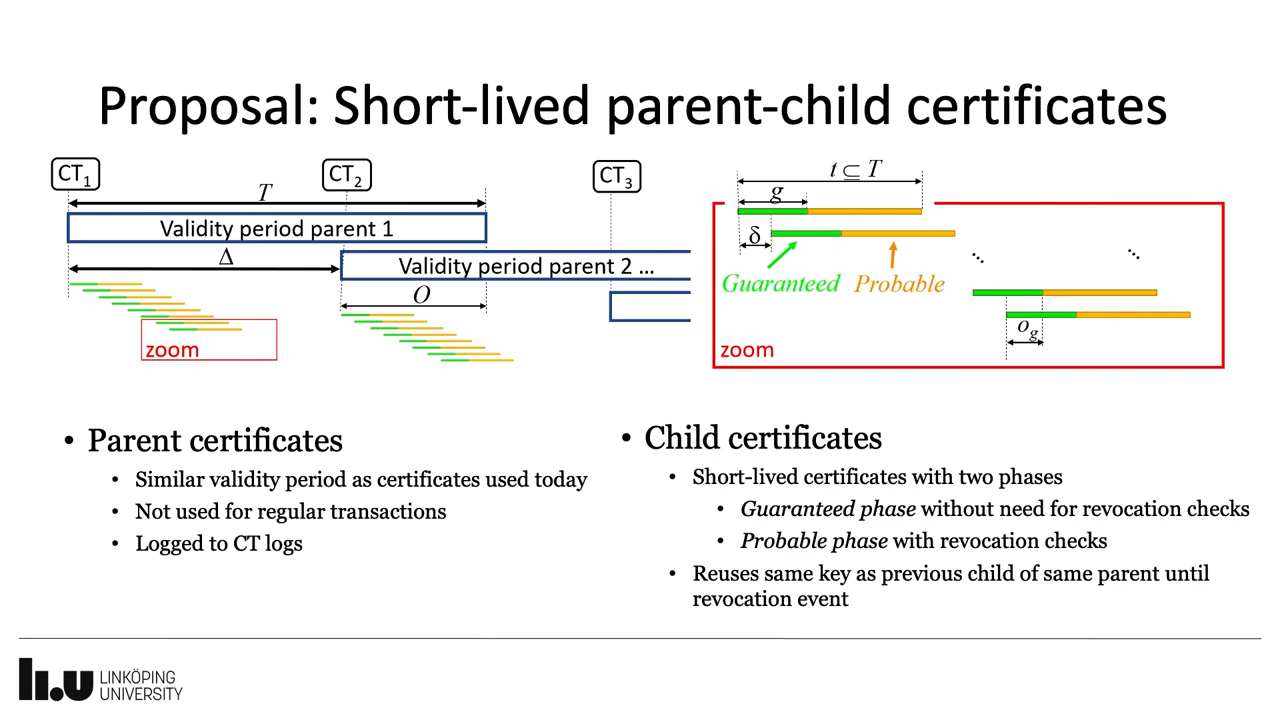 Proposal: Short-lived parent-child certificates
CT1
CT2
CT3
T
Validity period parent 1
Δ
Validity period parent 2 ...
O
zoom
t ⊆ T
g
δ
Guaranteed
Probable
...
...
og
zoom
• Parent certificates
• Similar validity period as certificates used today
• Not used for regular transactions
• Logged to CT logs
• Child certificates
• Short-lived certificates with two phases
• Guaranteed phase without need for revocation checks
• Probable phase with revocation checks
• Reuses same key as previous child of same parent until
revocation event
li.u
LINKÖPING
UNIVERSITY